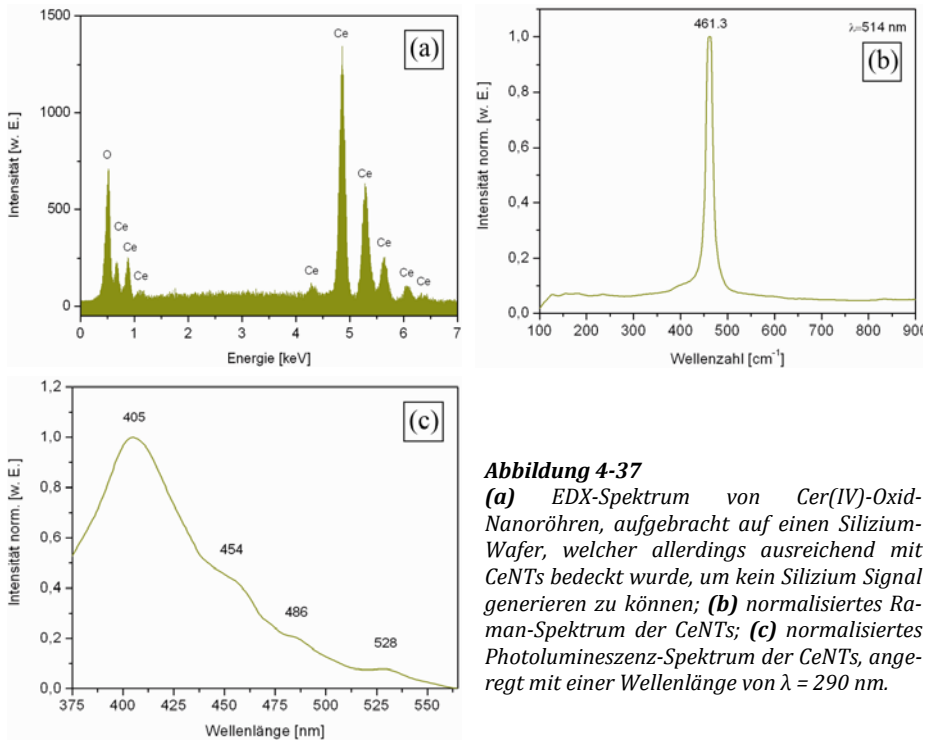 1500
1250
1000
750
500
250
0
Intensität [w. E.]
(a)
O
Ce
Ce
Ce
Ce
Ce
Ce
Ce
Ce
Ce
0 1 2 3 4 5 6 7
Energie [keV]
1,0
0,8
0,6
0,4
0,2
0,0
Intensität norm. [w. E.]
461.3
λ=514 nm
(b)
100 200 300 400 500 600 700 800 900
Wellenzahl [cm⁻¹]
1,2
1,0
0,8
0,6
0,4
0,2
0,0
Intensität norm. [w. E.]
(c)
405
454
486
528
375 400 425 450 475 500 525 550
Wellenlänge [nm]
Abbildung 4-37
(a) EDX-Spektrum von Cer(IV)-Oxid-
Nanoröhren, aufgebracht auf einen Silizium-
Wafer, welcher allerdings ausreichend mit
CeNTs bedeckt wurde, um kein Silizium Signal
generieren zu können; (b) normalisiertes Ra-
man-Spektrum der CeNTs; (c) normalisiertes
Photolumineszenz-Spektrum der CeNTs, ange-
regt mit einer Wellenlänge von λ = 290 nm.